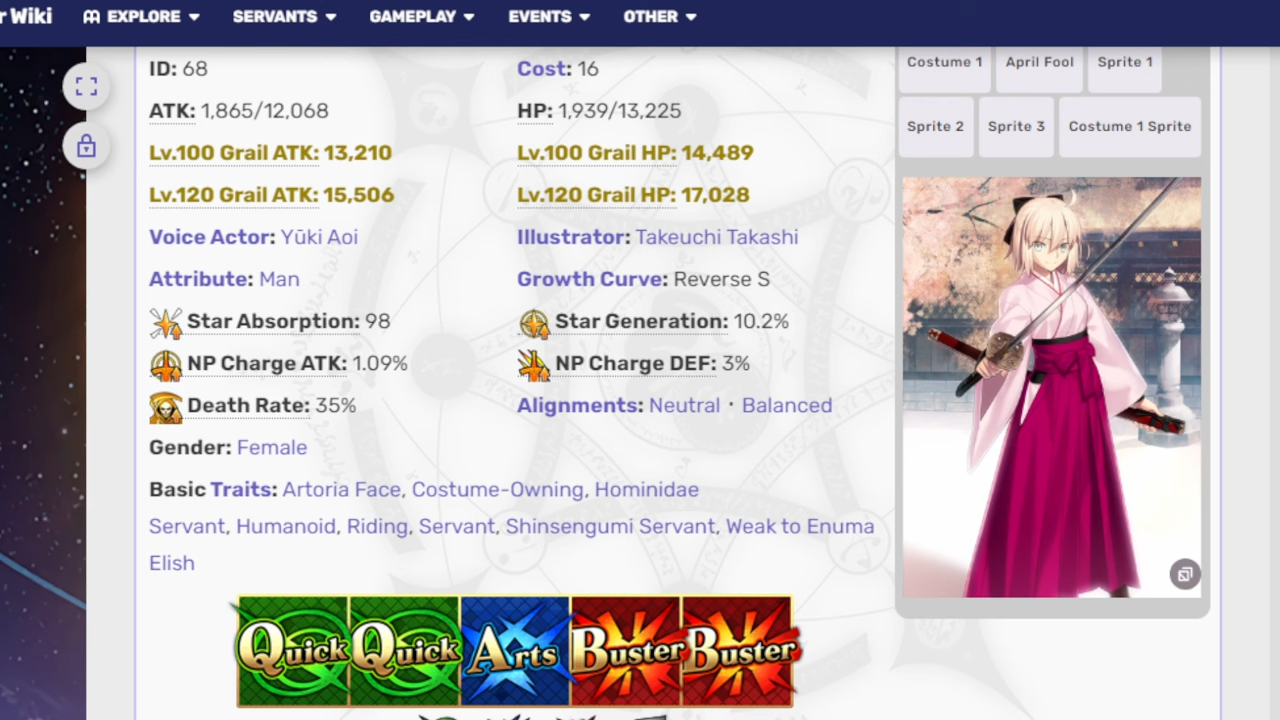 r Wiki EXPLORE SERVANTS GAMEPLAY EVENTS OTHER
ID: 68 Cost: 16
ATK: 1,865/12,068 HP: 1,939/13,225
Lv.100 Grail ATK: 13,210 Lv.100 Grail HP: 14,489
Lv.120 Grail ATK: 15,506 Lv.120 Grail HP: 17,028
Voice Actor: Yūki Aoi Illustrator: Takeuchi Takashi
Attribute: Man Growth Curve: Reverse S
Star Absorption: 98 Star Generation: 10.2%
NP Charge ATK: 1.09% NP Charge DEF: 3%
Death Rate: 35% Alignments: Neutral・Balanced
Gender: Female
Basic Traits: Artoria Face, Costume-Owning, Hominidae
Servant, Humanoid, Riding, Servant, Shinsengumi Servant, Weak to Enuma
Elish
Quick Quick Arts Buster Buster
Costume 1 April Fool Sprite 1
Sprite 2 Sprite 3 Costume 1 Sprite